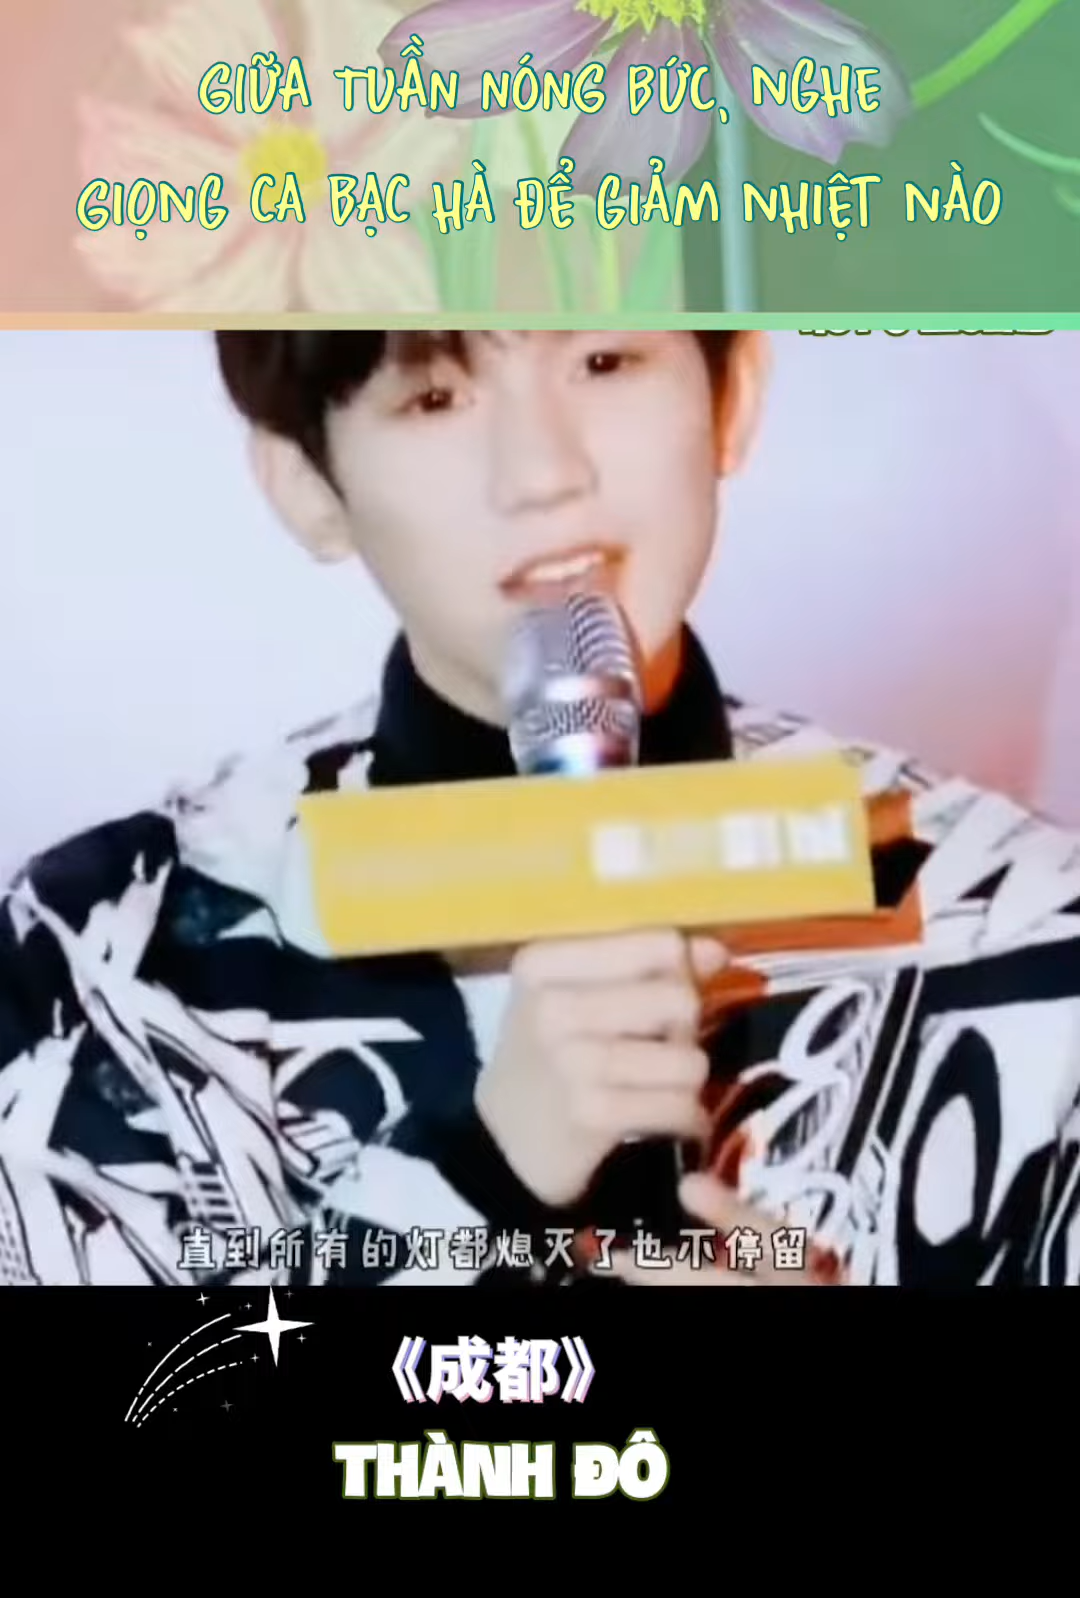 GIỮA TUẦN NÓNG BỨC, NGHE
GIỌNG CA BẠC HÀ ĐỂ GIẢM NHIỆT NÀO
直到所有的灯都熄灭了也不停留
《成都》
THÀNH ĐÔ